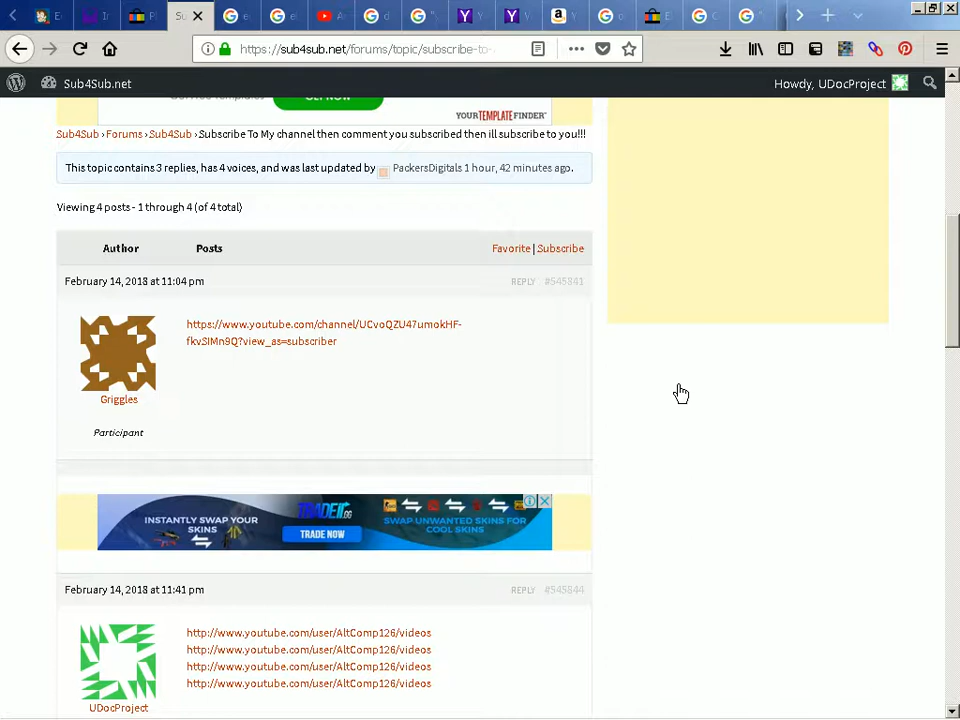 https://sub4sub.net/forums/topic/subscribe-to-
Sub4Sub.net
Howdy, UDocProject
YOURTEMPLATEFINDER
Sub4Sub › Forums › Sub4Sub › Subscribe To My channel then comment you subscribed then ill subscribe to you!!!
This topic contains 3 replies, has 4 voices, and was last updated by PackersDigitals 1 hour, 42 minutes ago.
Viewing 4 posts - 1 through 4 (of 4 total)
Author Posts Favorite | Subscribe
February 14, 2018 at 11:04 pm REPLY #545841
https://www.youtube.com/channel/UCvoQZU47umokHF-
fkvSIMn9Q?view_as=subscriber
Griggles
Participant
INSTANTLY SWAP YOUR
SKINS
TRADEIT.GG
TRADE NOW
SWAP UNWANTED SKINS FOR
COOL SKINS
February 14, 2018 at 11:41 pm REPLY #545844
http://www.youtube.com/user/AltComp126/videos
http://www.youtube.com/user/AltComp126/videos
http://www.youtube.com/user/AltComp126/videos
http://www.youtube.com/user/AltComp126/videos
UDocProject